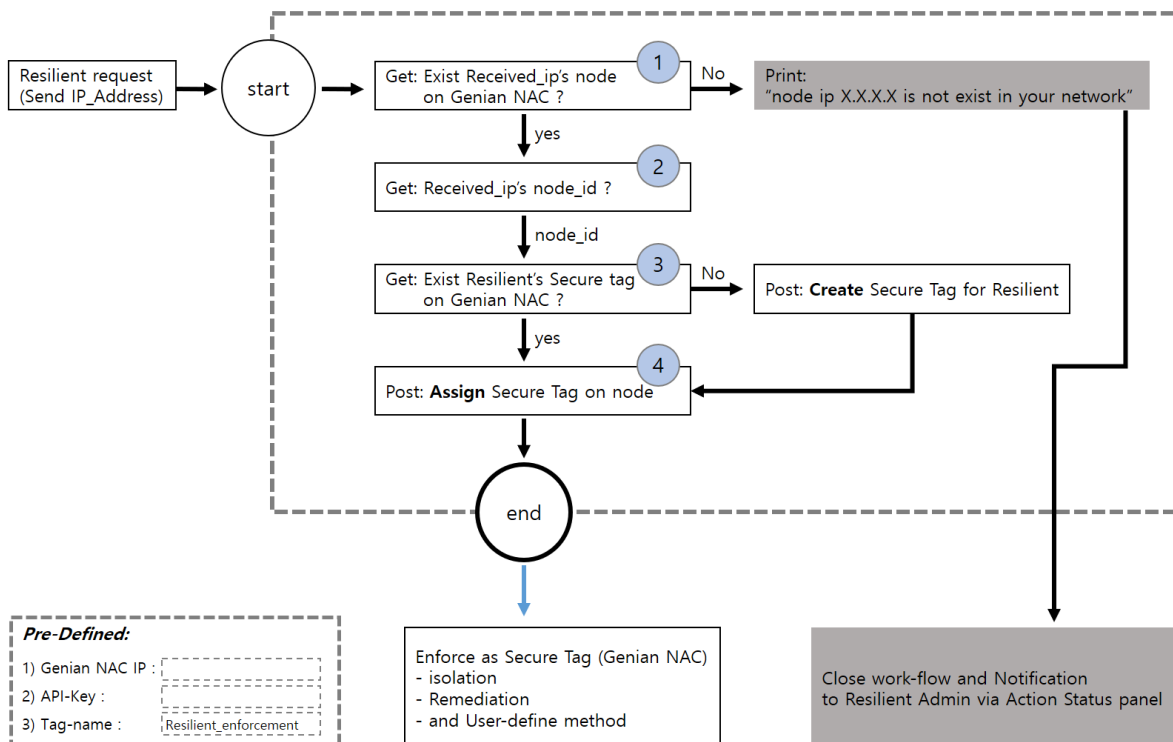 Resilient request
(Send IP_Address)
start
Get: Exist Received_ip's node
on Genian NAC ?
1
No
Print:
“node ip X.X.X.X is not exist in your network”
yes
2
Get: Received_ip's node_id ?
node_id
3
Get: Exist Resilient's Secure tag
on Genian NAC ?
No
Post: Create Secure Tag for Resilient
yes
4
Post: Assign Secure Tag on node
end
Pre-Defined:
1) Genian NAC IP :
2) API-Key :
3) Tag-name : Resilient_enforcement
Enforce as Secure Tag (Genian NAC)
- isolation
- Remediation
- and User-define method
Close work-flow and Notification
to Resilient Admin via Action Status panel